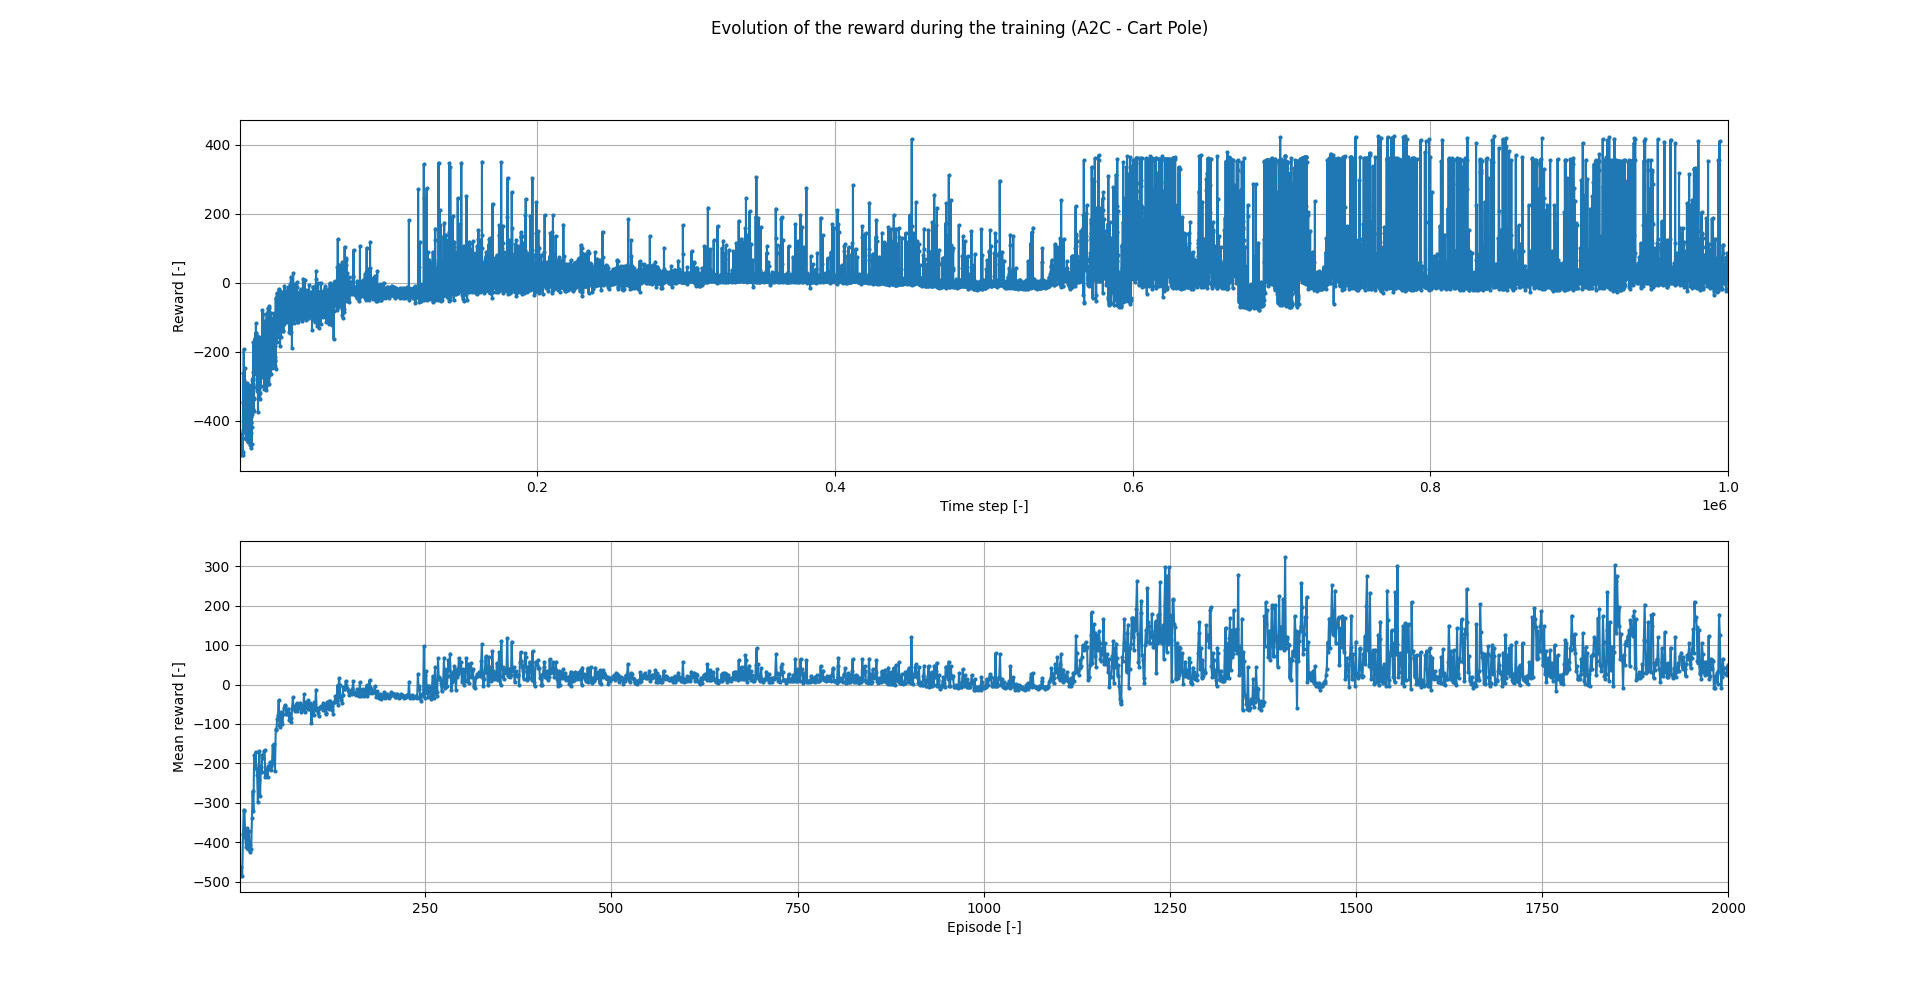 Evolution of the reward during the training (A2C - Cart Pole)
400
200
0
−200
−400
Reward [-]
0.2 0.4 0.6 0.8 1.0
Time step [-]
1e6
300
200
100
0
−100
−200
−300
−400
−500
Mean reward [-]
250 500 750 1000 1250 1500 1750 2000
Episode [-]